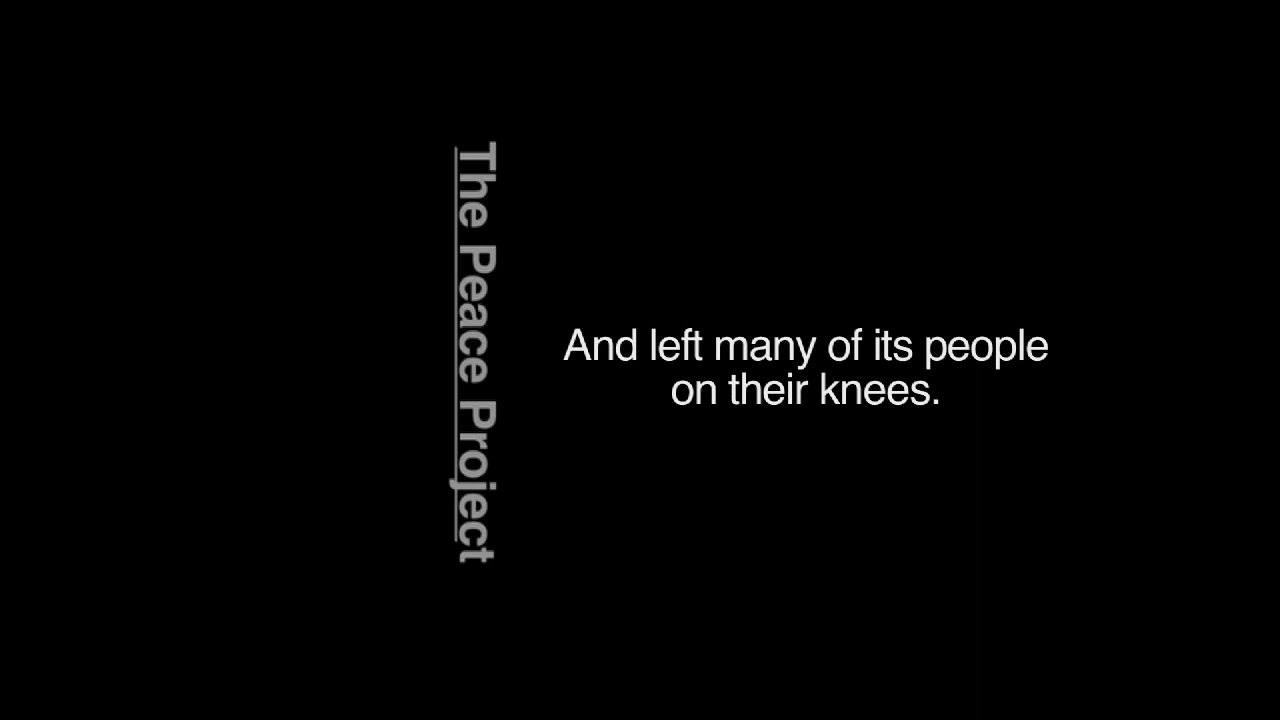 The Peace Project
And left many of its people
on their knees.